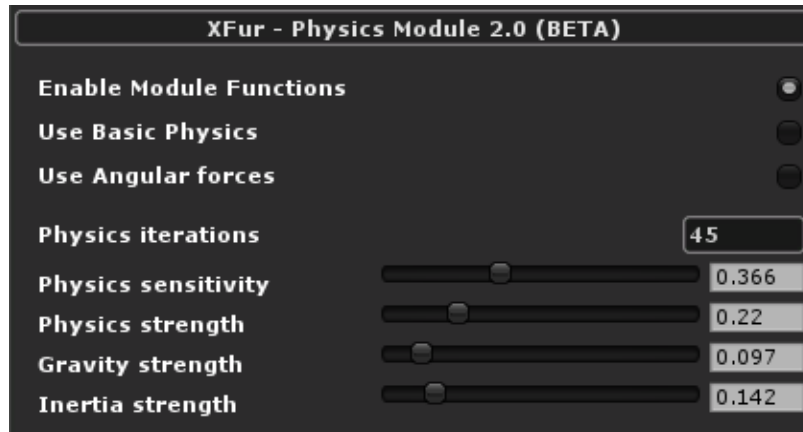 XFur - Physics Module 2.0 (BETA)
Enable Module Functions
Use Basic Physics
Use Angular forces
Physics iterations 45
Physics sensitivity 0.366
Physics strength 0.22
Gravity strength 0.097
Inertia strength 0.142